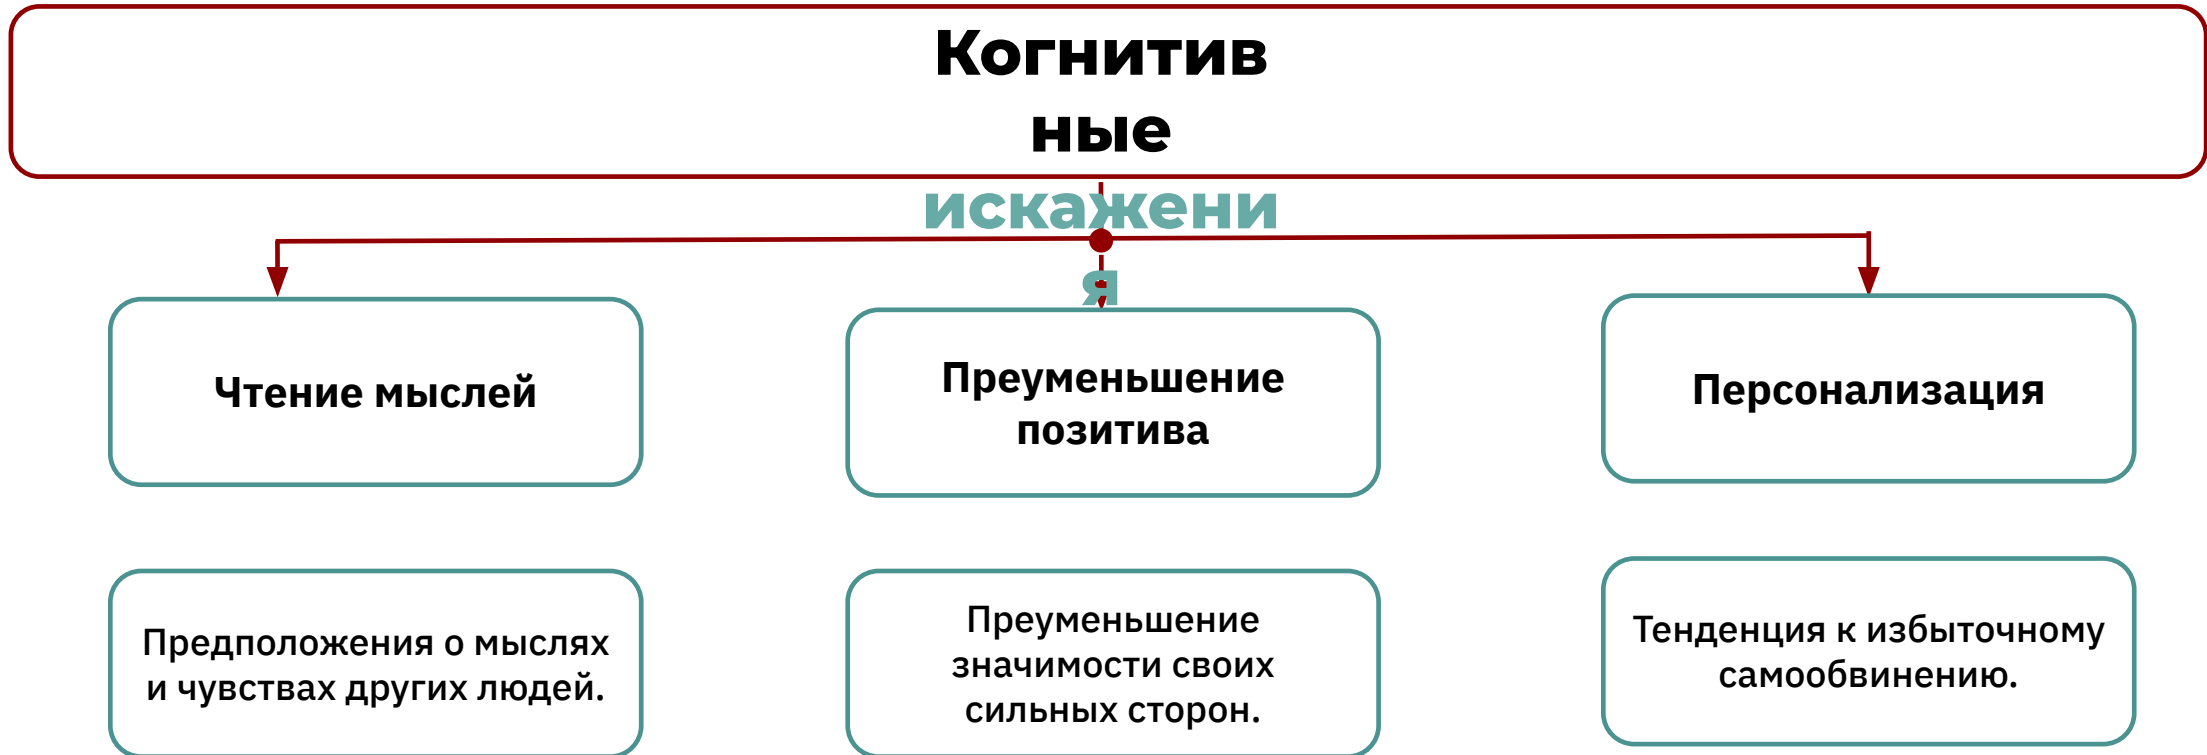 Когнитив
ные
искажени
я
Чтение мыслей
Преуменьшение
позитива
Персонализация
Предположения о мыслях
и чувствах других людей.
Преуменьшение
значимости своих
сильных сторон.
Тенденция к избыточному
самообвинению.